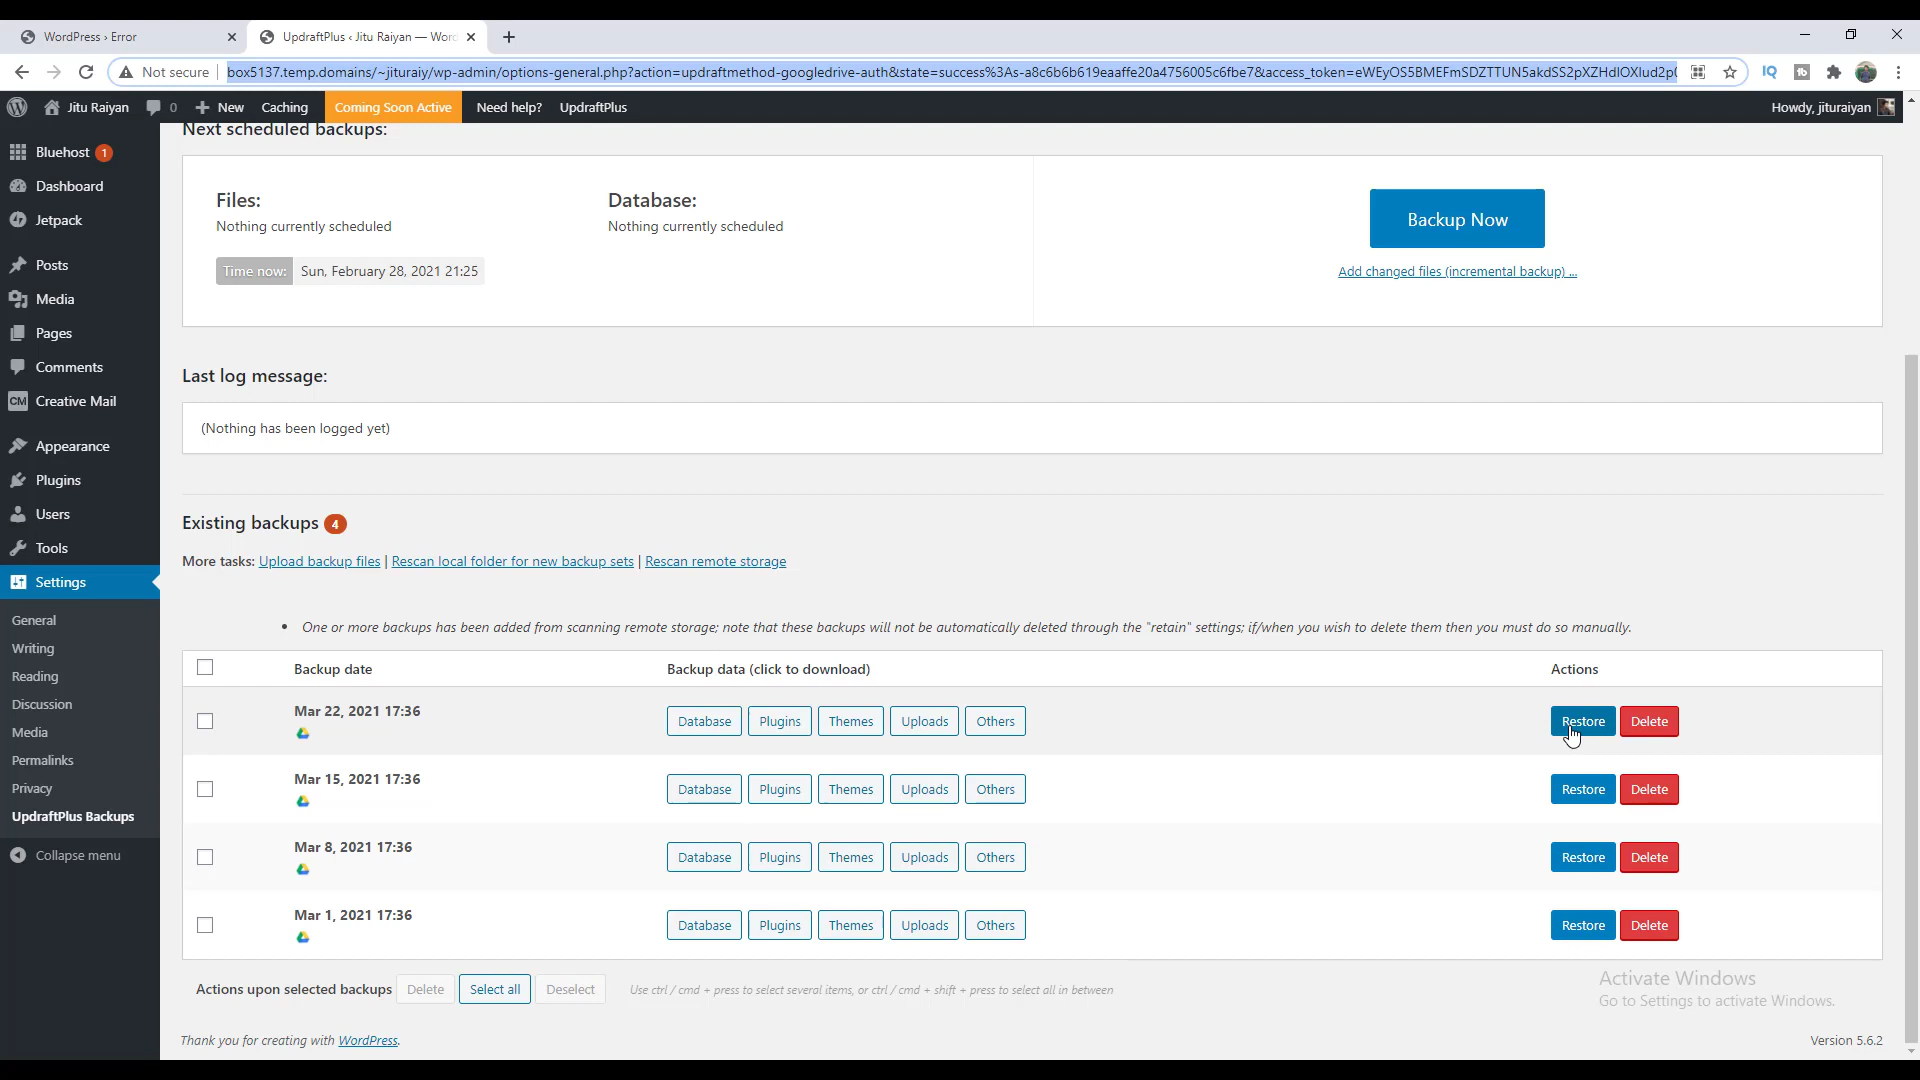 WordPress › Error
UpdraftPlus ‹ Jitu Raiyan — Wor
Not secure
box5137.temp.domains/~jituraiy/wp-admin/options-general.php?action=updraftmethod-googledrive-auth&state=success%3As-a8c6b6b619eaaffe20a4756005c6fbe7&access_token=eWEyOS5BMEFmSDZTTUN5akdSS2pXZHdlOXlud2p
IQ
Jitu Raiyan
0
New
Caching
Coming Soon Active
Need help?
UpdraftPlus
Howdy, jituraiyan
Bluehost 1
Dashboard
Jetpack
Posts
Media
Pages
Comments
CM Creative Mail
Appearance
Plugins
Users
Tools
Settings
General
Writing
Reading
Discussion
Media
Permalinks
Privacy
UpdraftPlus Backups
Collapse menu
Next scheduled backups:
Files:
Nothing currently scheduled
Database:
Nothing currently scheduled
Time now: Sun, February 28, 2021 21:25
Backup Now
Add changed files (incremental backup) ...
Last log message:
(Nothing has been logged yet)
Existing backups 4
More tasks: Upload backup files | Rescan local folder for new backup sets | Rescan remote storage
• One or more backups has been added from scanning remote storage; note that these backups will not be automatically deleted through the "retain" settings; if/when you wish to delete them then you must do so manually.
Backup date Backup data (click to download) Actions
Mar 22, 2021 17:36 Database Plugins Themes Uploads Others Restore Delete
Mar 15, 2021 17:36 Database Plugins Themes Uploads Others Restore Delete
Mar 8, 2021 17:36 Database Plugins Themes Uploads Others Restore Delete
Mar 1, 2021 17:36 Database Plugins Themes Uploads Others Restore Delete
Actions upon selected backups Delete Select all Deselect Use ctrl / cmd + press to select several items, or ctrl / cmd + shift + press to select all in between
Activate Windows
Go to Settings to activate Windows.
Thank you for creating with WordPress.
Version 5.6.2